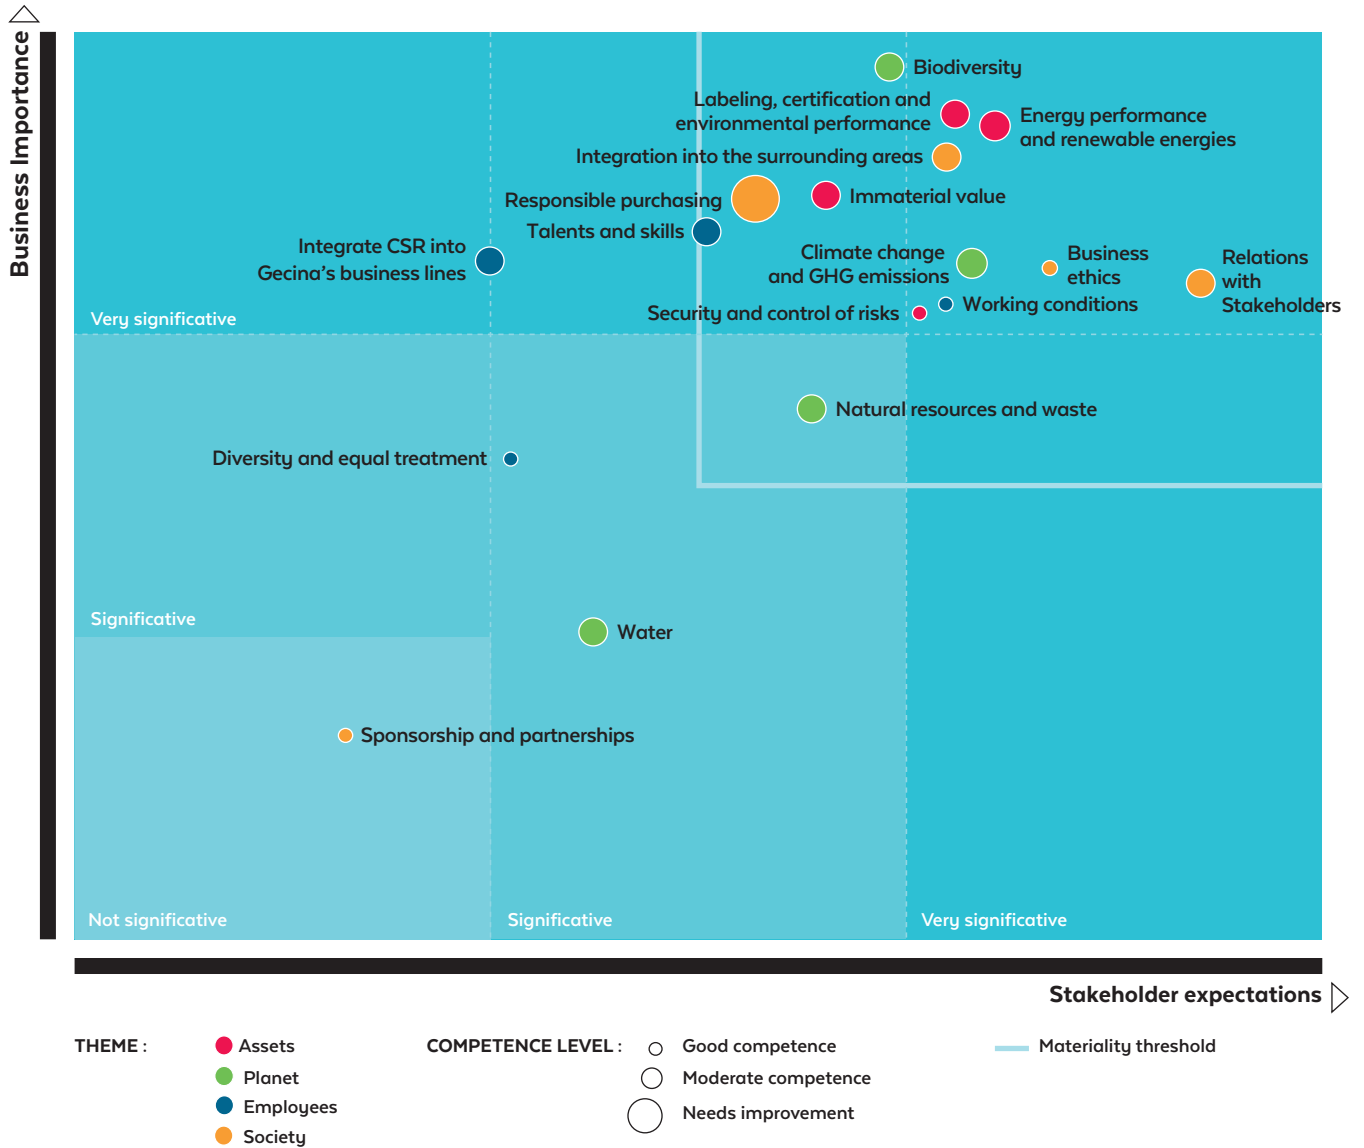 Business Importance
Biodiversity
Labeling, certification and
environmental performance
Energy performance
and renewable energies
Integration into the surrounding areas
Responsible purchasing
Immaterial value
Talents and skills
Integrate CSR into
Gecina's business lines
Climate change
and GHG emissions
Business
ethics
Relations
with
Stakeholders
Working conditions
Security and control of risks
Very significative
Natural resources and waste
Diversity and equal treatment
Significative
Water
Sponsorship and partnerships
Not significative
Significative
Very significative
Stakeholder expectations
THEME :
Assets
Planet
Employees
Society
COMPETENCE LEVEL :
Good competence
Moderate competence
Needs improvement
Materiality threshold